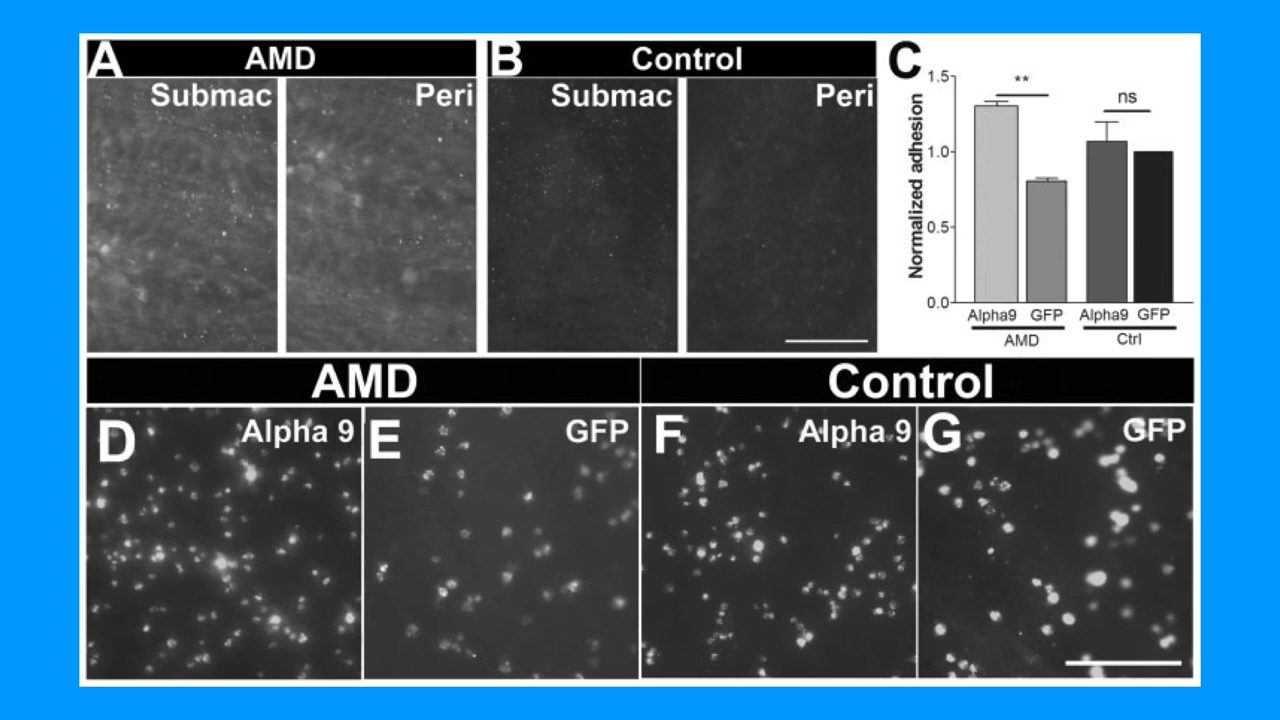 A
AMD
Submac
Peri
B
Control
Submac
Peri
C
Normalized adhesion
1.5
1.0
0.5
0.0
**
ns
Alpha9 GFP Alpha9 GFP
AMD Ctrl
AMD
Control
D
Alpha 9
E
GFP
F
Alpha 9
G
GFP